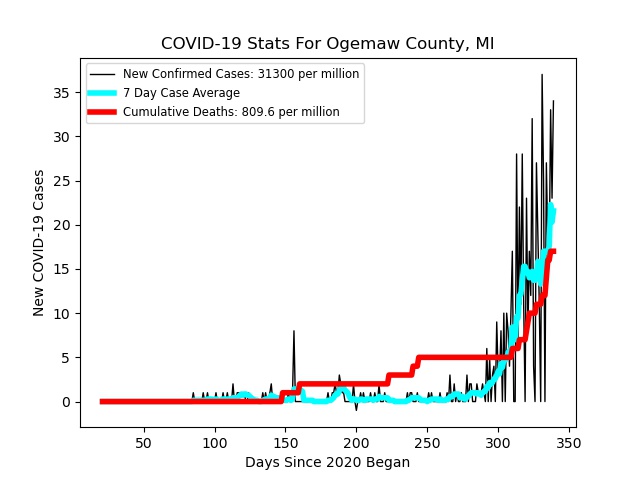 COVID-19 Stats For Ogemaw County, MI
New Confirmed Cases: 31300 per million
7 Day Case Average
Cumulative Deaths: 809.6 per million
New COVID-19 Cases
35
30
25
20
15
10
5
0
50 100 150 200 250 300 350
Days Since 2020 Began